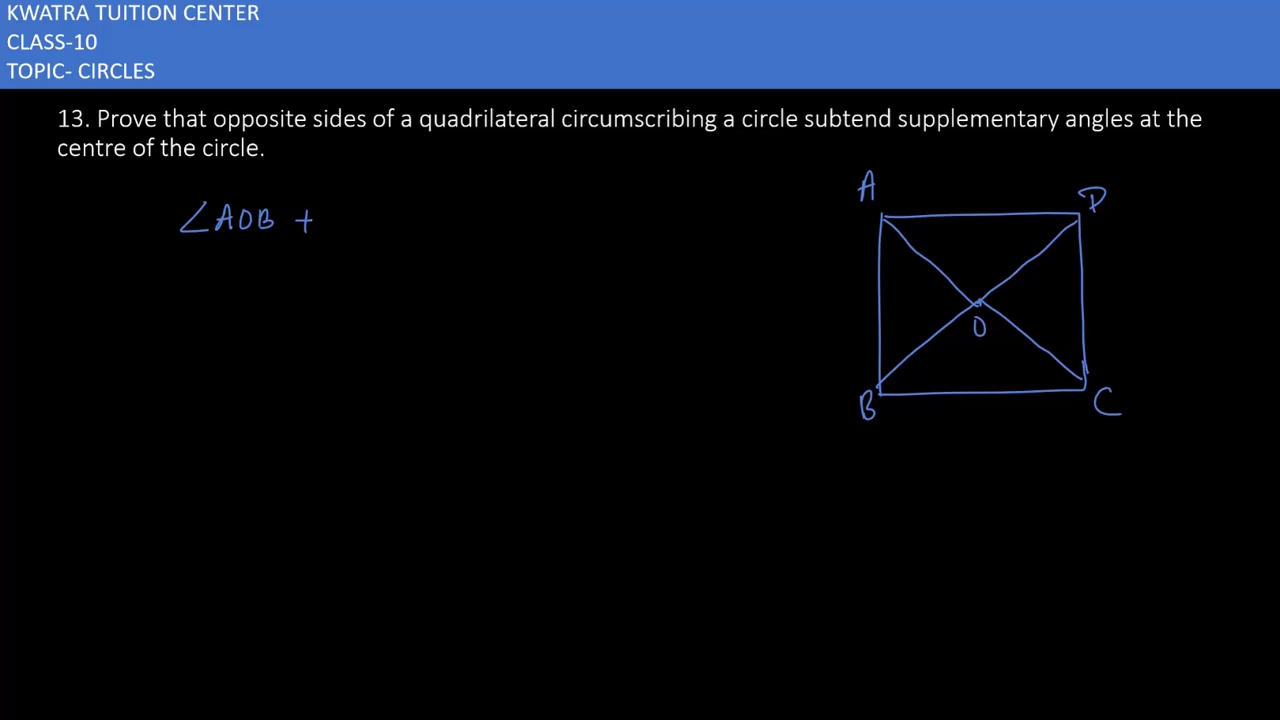 KWATRA TUITION CENTER
CLASS-10
TOPIC- CIRCLES
13. Prove that opposite sides of a quadrilateral circumscribing a circle subtend supplementary angles at the
centre of the circle.
A
D
∠AOB +
O
B
C